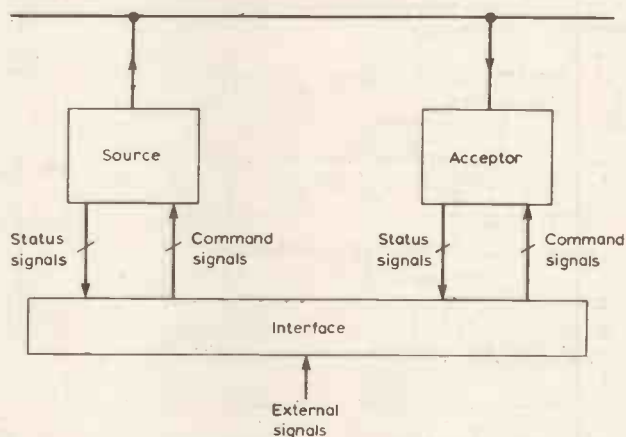 Source
Acceptor
Status
signals
Command
signals
Status
signals
Command
signals
Interface
External
signals